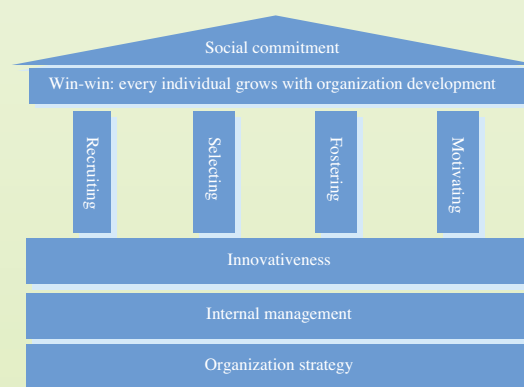 Social commitment
Win-win: every individual grows with organization development
Recruiting
Selecting
Fostering
Motivating
Innovativeness
Internal management
Organization strategy